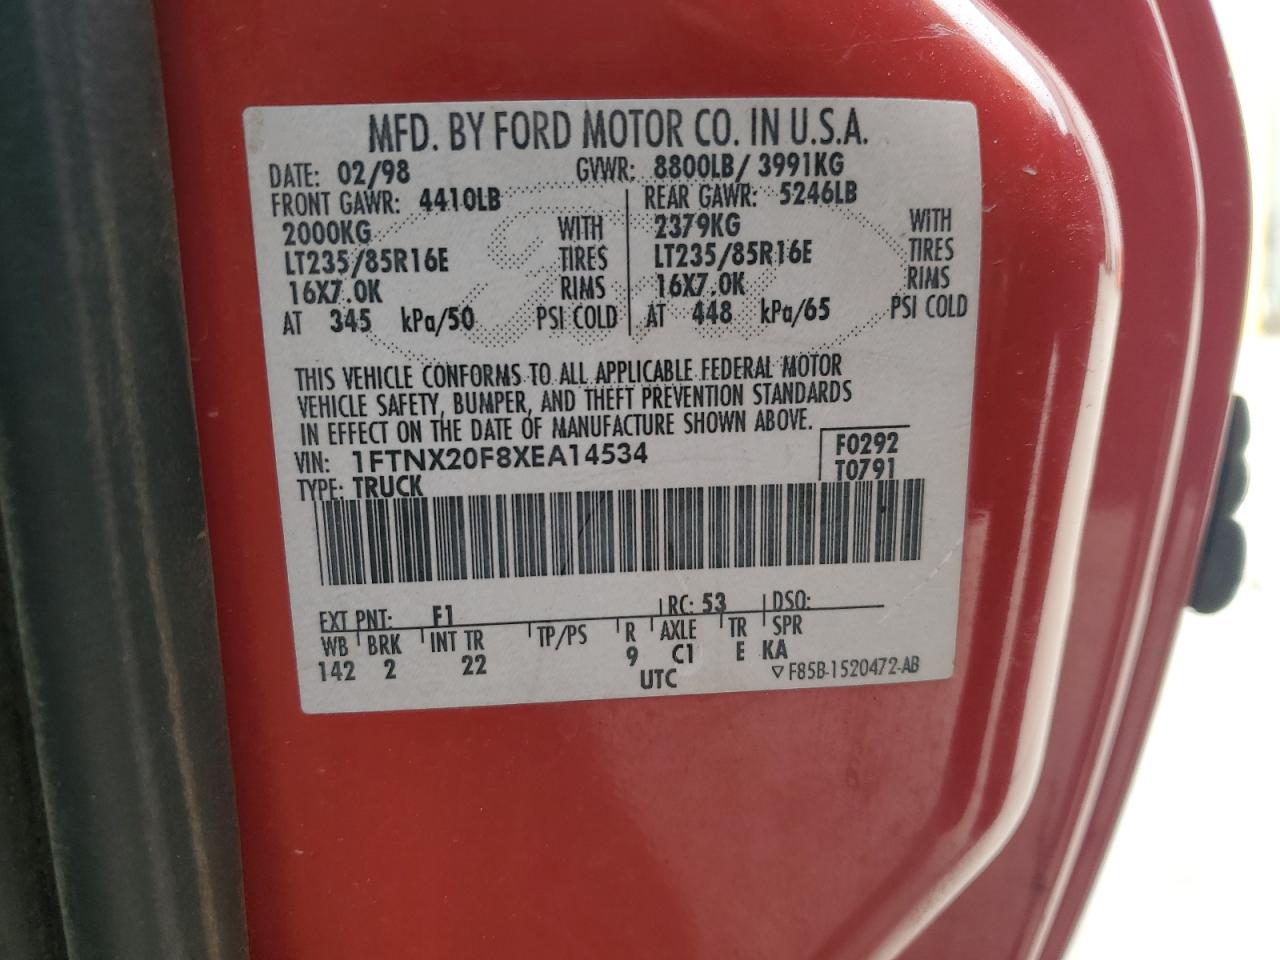 MFD. BY FORD MOTOR CO. IN U.S.A.
DATE: 02/98 GVWR: 8800LB/ 3991KG
FRONT GAWR: 4410LB REAR GAWR: 5246LB
2000KG WITH 2379KG WITH
LT235/85R16E TIRES LT235/85R16E TIRES
16X7.0K RIMS 16X7.0K RIMS
AT 345 kPa/50 PSI COLD AT 448 kPa/65 PSI COLD
THIS VEHICLE CONFORMS TO ALL APPLICABLE FEDERAL MOTOR
VEHICLE SAFETY, BUMPER, AND THEFT PREVENTION STANDARDS
IN EFFECT ON THE DATE OF MANUFACTURE SHOWN ABOVE.
VIN: 1FTNX20F8XEA14534 F0292
TYPE: TRUCK T0791
EXT PNT: F1 RC: 53 DSO:
WB BRK INT TR TP/PS R AXLE TR SPR
142 2 22 9 C1 E KA
UTC ▽F85B-1520472-AB